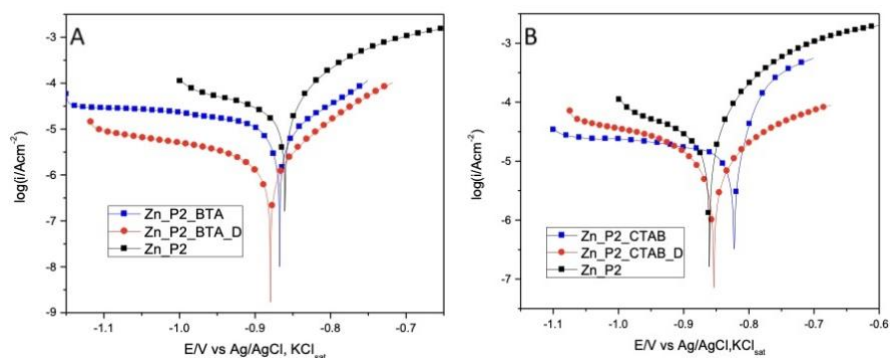 A
log(i/Acm⁻²)
-3
-4
-5
-6
-7
-8
-9
Zn_P2_BTA
Zn_P2_BTA_D
Zn_P2
-1.1
-1.0
-0.9
-0.8
-0.7
E/V vs Ag/AgCl, KClsat
B
log(i/Acm⁻²)
-3
-4
-5
-6
-7
Zn_P2_CTAB
Zn_P2_CTAB_D
Zn_P2
-1.1
-1.0
-0.9
-0.8
-0.7
-0.6
E/V vs Ag/AgCl,KClsat